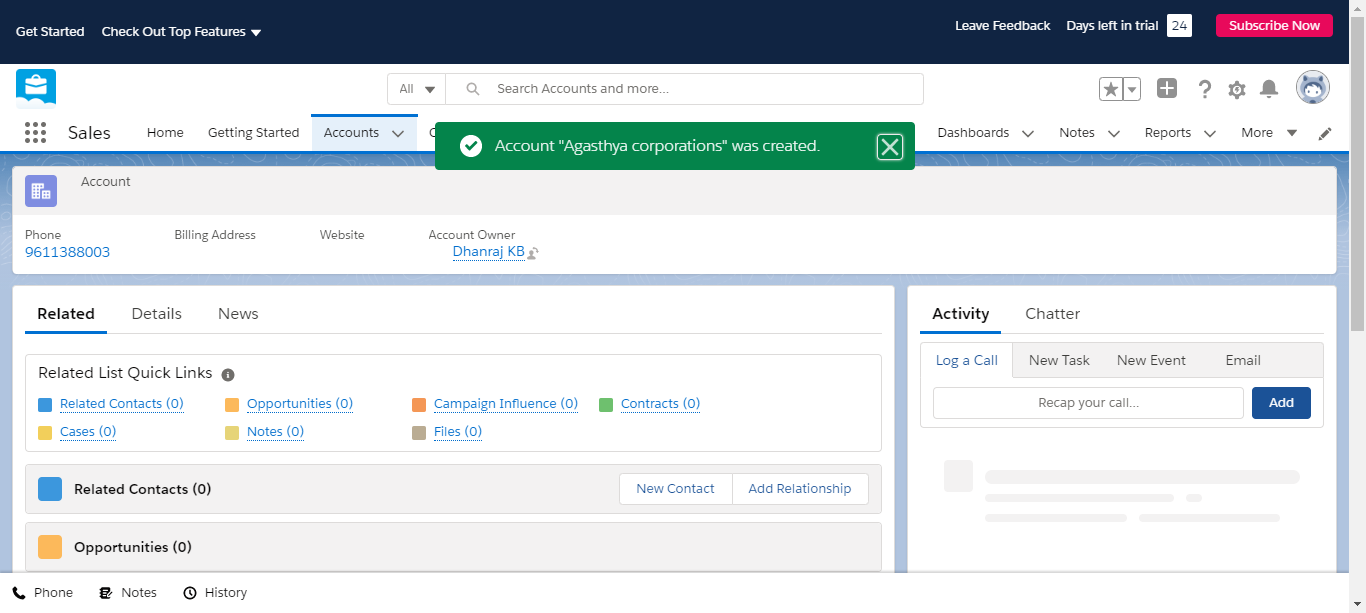 Get Started Check Out Top Features Leave Feedback Days left in trial 24 Subscribe Now
All Search Accounts and more...
Sales Home Getting Started Accounts Dashboards Notes Reports More
Account "Agasthya corporations" was created.
Account
Phone Billing Address Website Account Owner
9611388003 Dhanraj KB
Related Details News
Activity Chatter
Log a Call New Task New Event Email
Recap your call... Add
Related List Quick Links
Related Contacts (0) Opportunities (0) Campaign Influence (0) Contracts (0)
Cases (0) Notes (0) Files (0)
Related Contacts (0) New Contact Add Relationship
Opportunities (0)
Phone Notes History